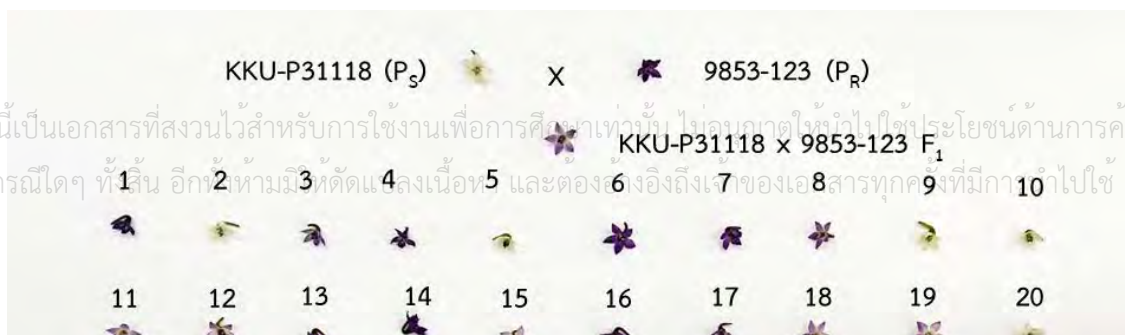 KKU-P31118 (PS) X 9853-123 (PR)
นี้เป็นเอกสารที่สงวนไว้สำหรับการใช้งานเพื่อการศึกษาเท่านั้น ไม่อนุญาตให้นำไปใช้ประโยชน์ด้านการค
KKU-P31118 x 9853-123 F1
รณีใดๆ ทั้งสิ้น อีกทั้งห้ามมิให้ดัดแปลงเนื้อหา และต้องอ้างอิงถึงเจ้าของเอกสารทุกครั้งที่มีการนำไปใช้
1 2 3 4 5 6 7 8 9 10
11 12 13 14 15 16 17 18 19 20